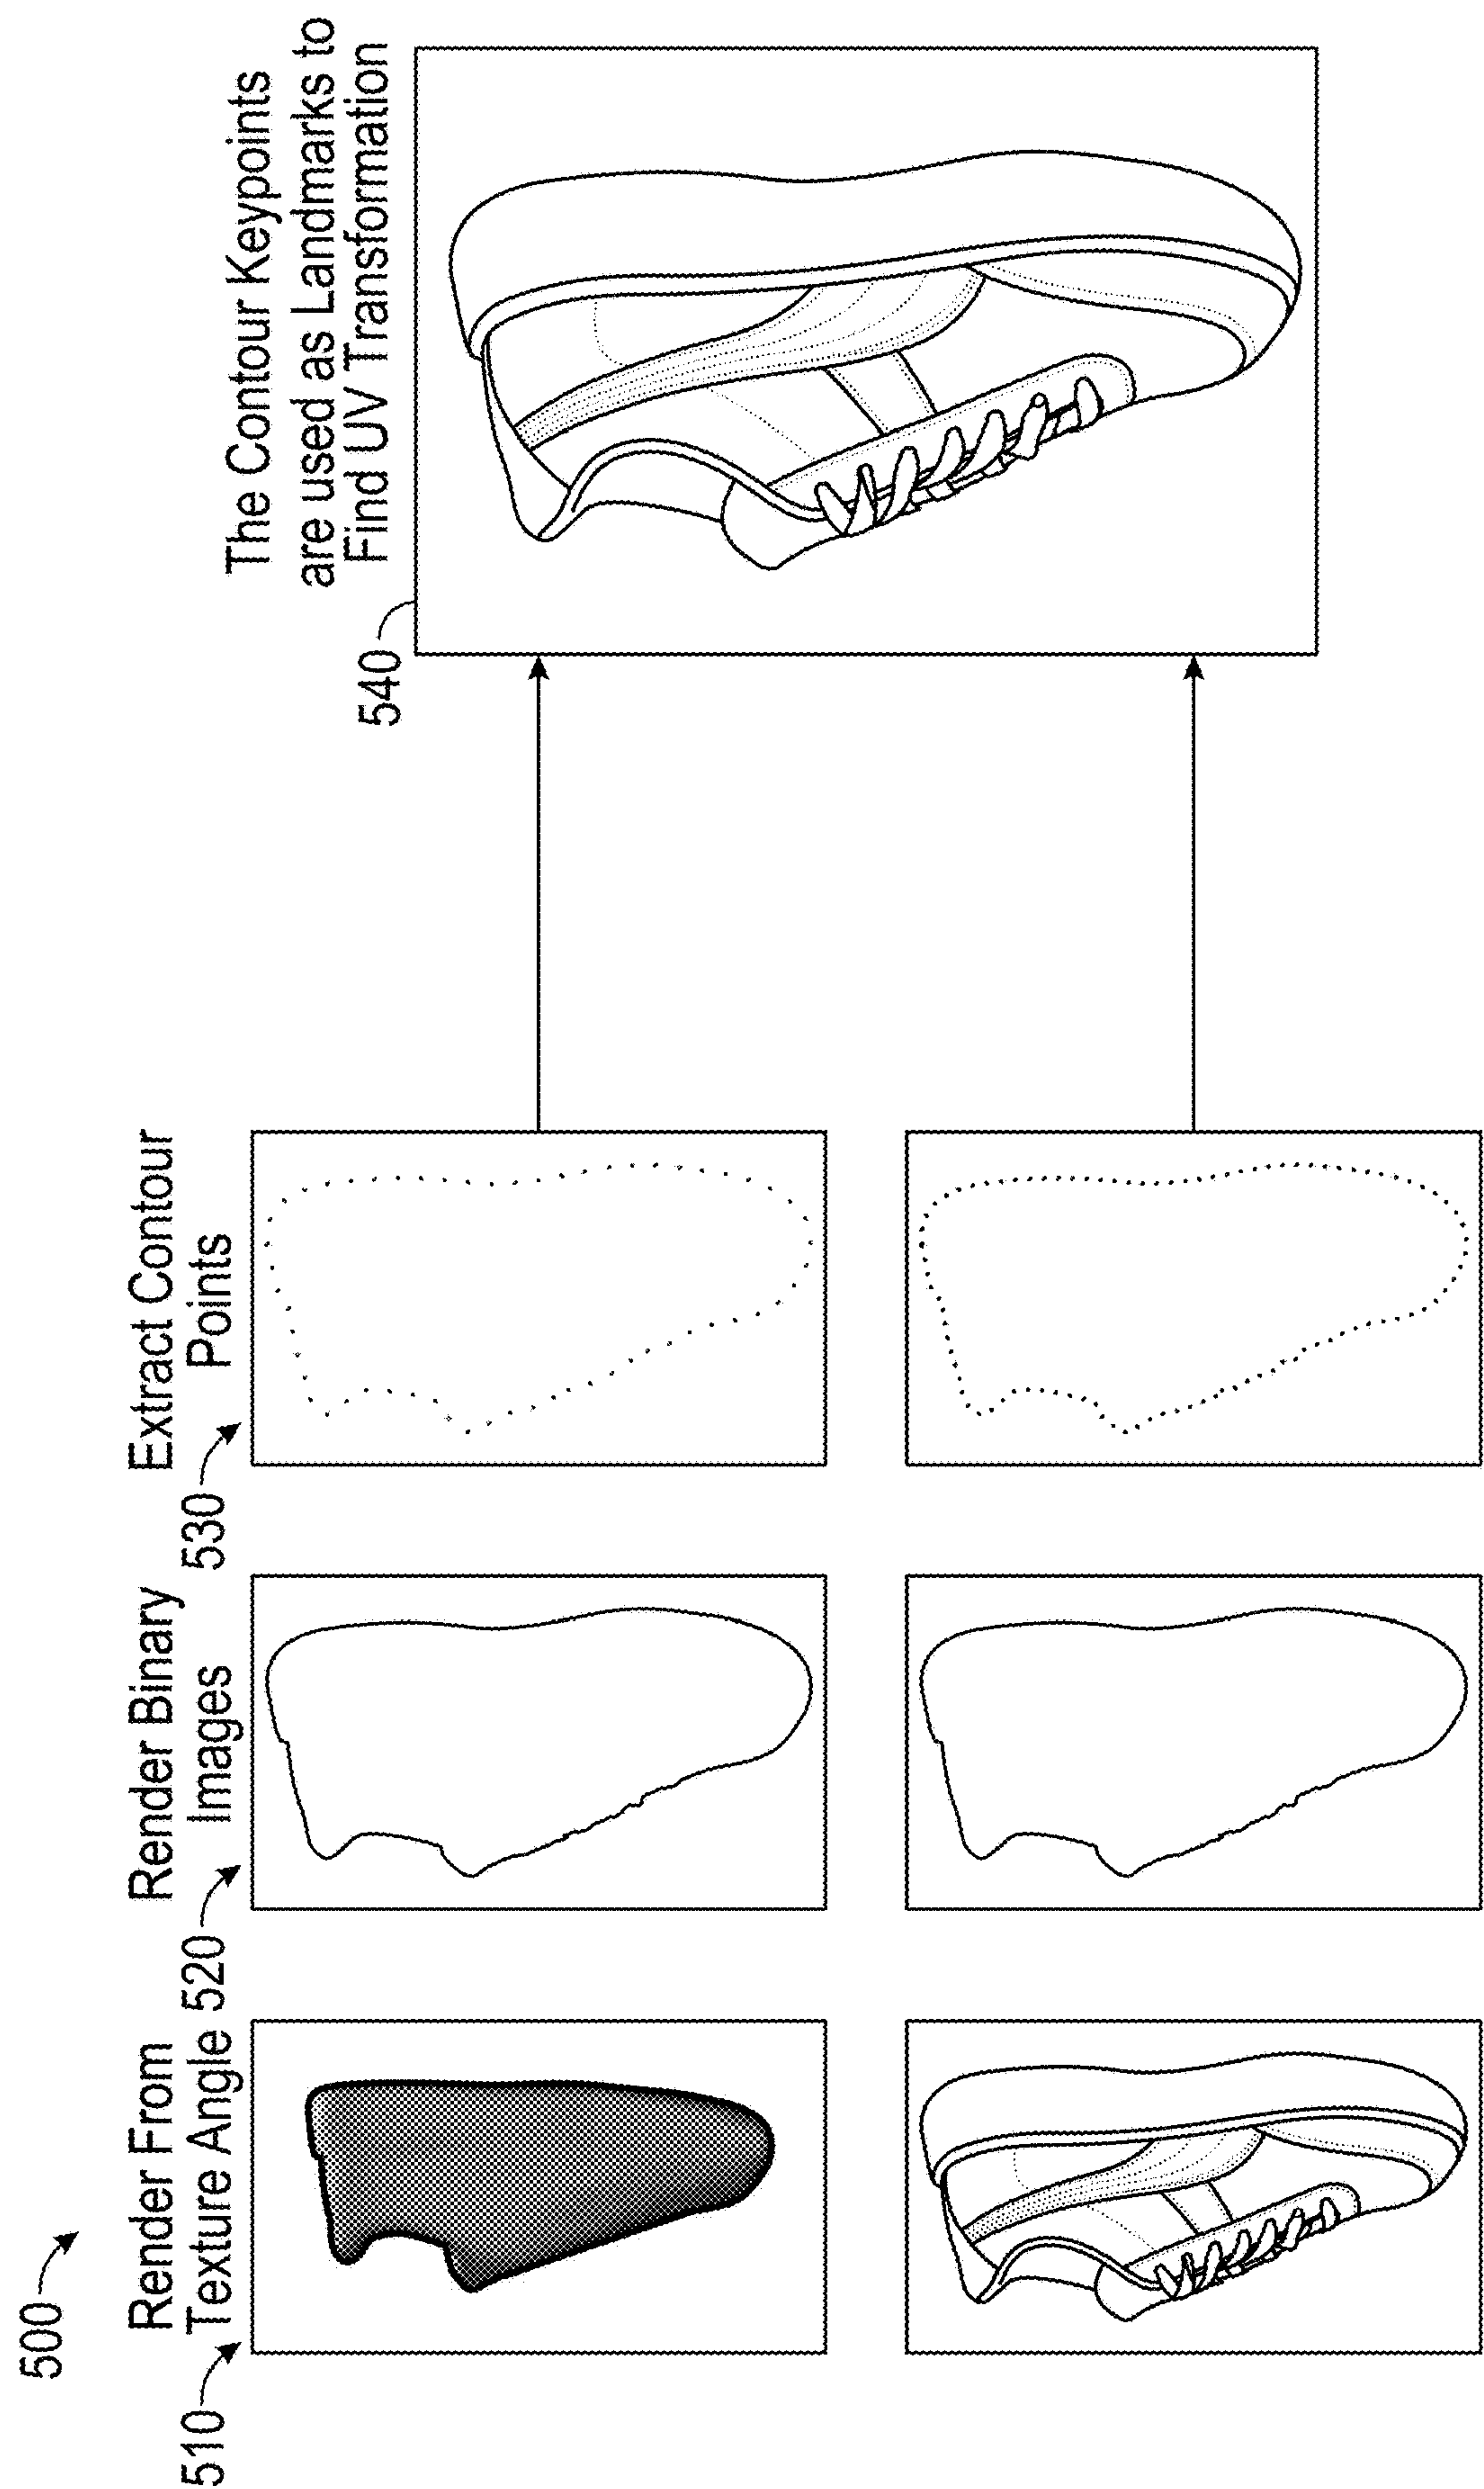 500
510
Render From
Texture Angle
520
Render Binary
Images
530
Extract Contour
Points
540
The Contour Keypoints
are used as Landmarks to
Find UV Transformation